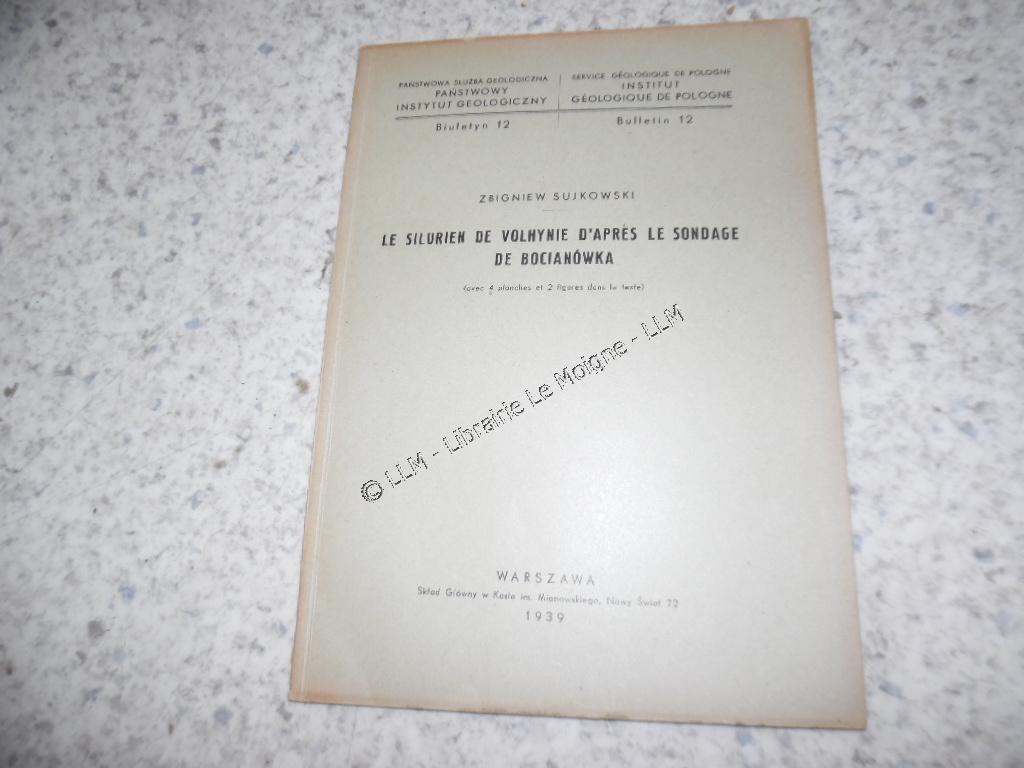 PAŃSTWOWA SŁUŻBA GEOLOGICZNA
PAŃSTWOWY
INSTYTUT GEOLOGICZNY
Biuletyn 12
SERVICE GÉOLOGIQUE DE POLOGNE
INSTITUT
GÉOLOGIQUE DE POLOGNE
Bulletin 12
ZBIGNIEW SUJKOWSKI
LE SILURIEN DE VOLHYNIE D'APRÈS LE SONDAGE
DE BOCIANÓWKA
(avec 4 planches et 2 figures dans le texte)
© LLM - Librairie Le Moigne - LLM
WARSZAWA
Skład Główny w Kasie im. Mianowskiego, Nowy Świat 72
1939